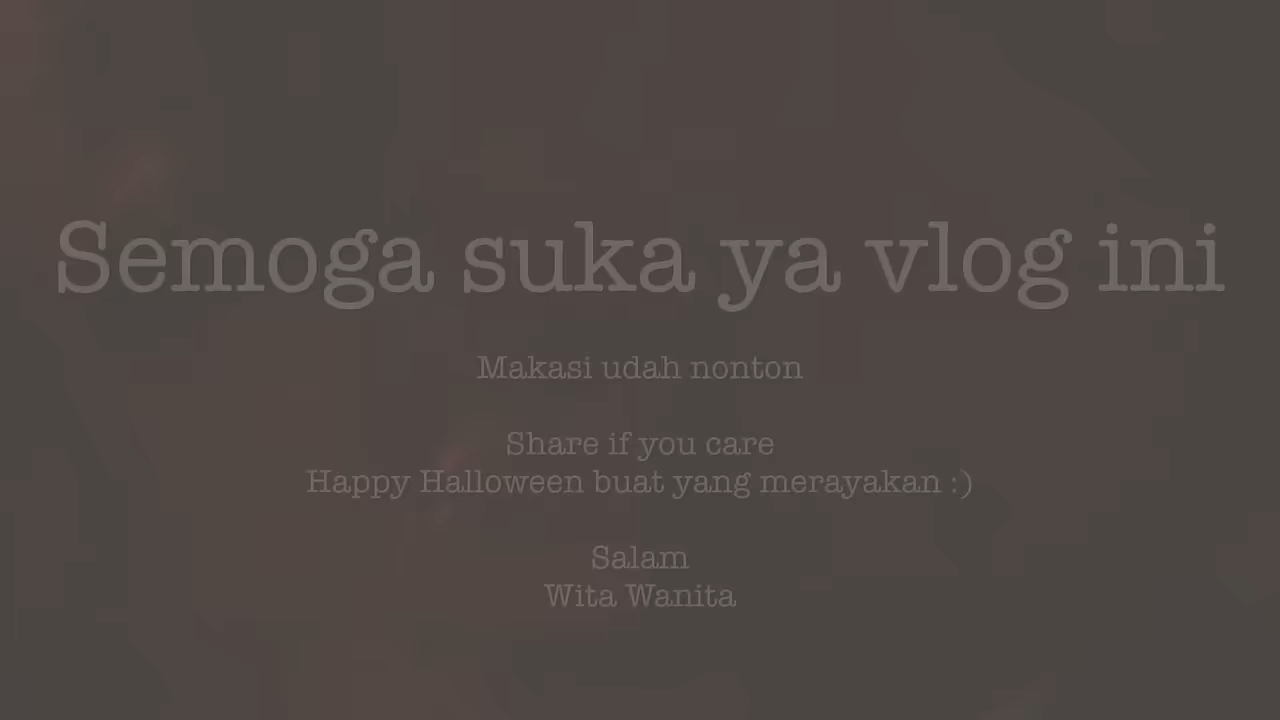 Semoga suka ya vlog ini
Makasi udah nonton
Share if you care
Happy Halloween buat yang merayakan :)
Salam
Wita Wanita